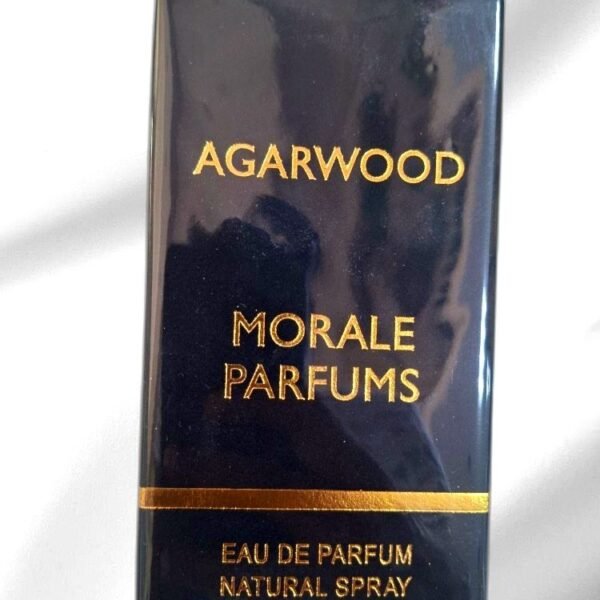 AGARWOOD
MORALE
PARFUMS
EAU DE PARFUM
NATURAL SPRAY